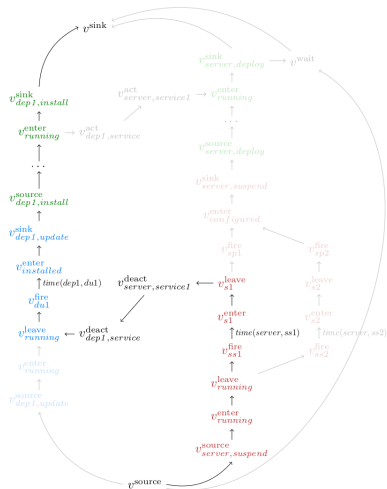 v^sink
v^sink_server,deploy
v^wait
v^sink_dep1,install
v^act_server,service1
v^enter_running
v^enter_running
v^act_dep1,service
...
...
v^source_server,deploy
v^source_dep1,install
v^sink_server,suspend
v^enter_configured
v^sink_dep1,update
v^fire_sp1
v^fire_sp2
v^enter_installed
time(dep1,du1)
v^deact_server,service1
v^leave_s1
v^leave_s2
v^fire_du1
v^enter_s1
v^enter_s2
v^leave_running
v^deact_dep1,service
time(server,ss1)
time(server,ss2)
v^fire_ss1
v^fire_ss2
v^enter_running
v^leave_running
v^source_dep1,update
v^enter_running
v^source_server,suspend
v^source